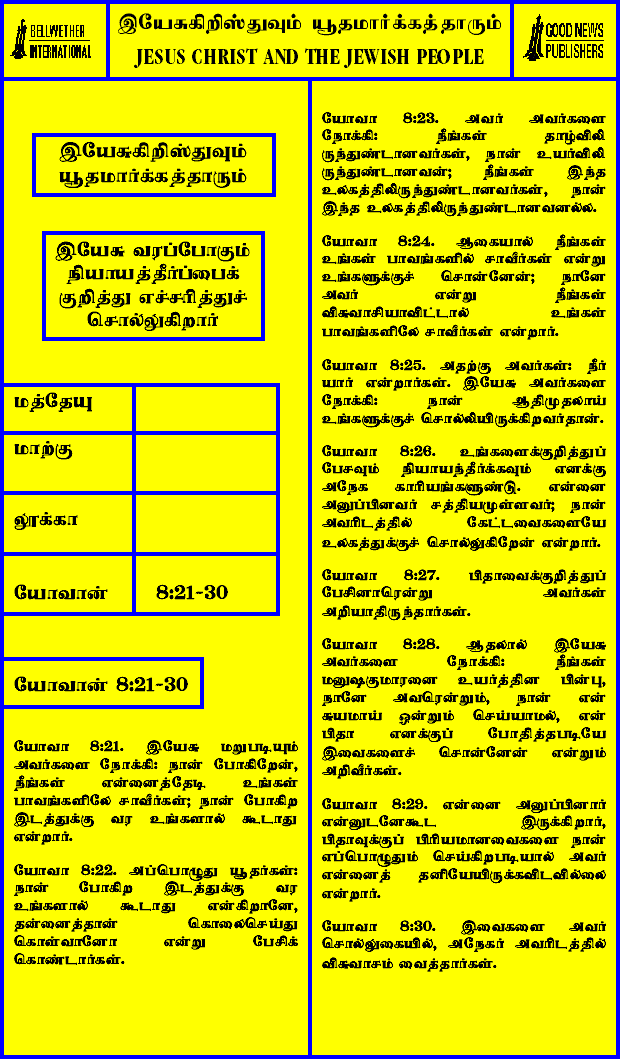 BELLWETHER
INTERNATIONAL
இயேசுகிறிஸ்துவும் யூதமார்க்கத்தாரும்
JESUS CHRIST AND THE JEWISH PEOPLE
GOOD NEWS
PUBLISHERS
இயேசுகிறிஸ்துவும்
யூதமார்க்கத்தாரும்
இயேசு வரப்போகும்
நியாயத்தீர்ப்பைக்
குறித்து எச்சரித்துச்
சொல்லுகிறார்
மத்தேயு
மாற்கு
லூக்கா
யோவான் 8:21-30
யோவான் 8:21-30
யோவா 8:21. இயேசு மறுபடியும்
அவர்களை நோக்கி: நான் போகிறேன்,
நீங்கள் என்னைத்தேடி உங்கள்
பாவங்களிலே சாவீர்கள்; நான் போகிற
இடத்துக்கு வர உங்களால் கூடாது
என்றார்.
யோவா 8:22. அப்பொழுது யூதர்கள்:
நான் போகிற இடத்துக்கு வர
உங்களால் கூடாது என்கிறானே,
தன்னைத்தான் கொலைசெய்து
கொள்வானோ என்று பேசிக்
கொண்டார்கள்.
யோவா 8:23. அவர் அவர்களை
நோக்கி: நீங்கள் தாழ்விலி
ருந்துண்டானவர்கள், நான் உயர்விலி
ருந்துண்டானவன்; நீங்கள் இந்த
உலகத்திலிருந்துண்டானவர்கள், நான்
இந்த உலகத்திலிருந்துண்டானவனல்ல.
யோவா 8:24. ஆகையால் நீங்கள்
உங்கள் பாவங்களில் சாவீர்கள் என்று
உங்களுக்குச் சொன்னேன்; நானே
அவர் என்று நீங்கள்
விசுவாசியாவிட்டால் உங்கள்
பாவங்களிலே சாவீர்கள் என்றார்.
யோவா 8:25. அதற்கு அவர்கள்: நீர்
யார் என்றார்கள். இயேசு அவர்களை
நோக்கி: நான் ஆதிமுதலாய்
உங்களுக்குச் சொல்லியிருக்கிறவர்தான்.
யோவா 8:26. உங்களைக்குறித்துப்
பேசவும் நியாயந்தீர்க்கவும் எனக்கு
அநேக காரியங்களுண்டு. என்னை
அனுப்பினவர் சத்தியமுள்ளவர்; நான்
அவரிடத்தில் கேட்டவைகளையே
உலகத்துக்குச் சொல்லுகிறேன் என்றார்.
யோவா 8:27. பிதாவைக்குறித்துப்
பேசினாரென்று அவர்கள்
அறியாதிருந்தார்கள்.
யோவா 8:28. ஆதலால் இயேசு
அவர்களை நோக்கி: நீங்கள்
மனுஷகுமாரனை உயர்த்தின பின்பு,
நானே அவரென்றும், நான் என்
சுயமாய் ஒன்றும் செய்யாமல், என்
பிதா எனக்குப் போதித்தபடியே
இவைகளைச் சொன்னேன் என்றும்
அறிவீர்கள்.
யோவா 8:29. என்னை அனுப்பினார்
என்னுடனேகூட இருக்கிறார்,
பிதாவுக்குப் பிரியமானவைகளை நான்
எப்பொழுதும் செய்கிறபடியால் அவர்
என்னைத் தனியேயிருக்கவிடவில்லை
என்றார்.
யோவா 8:30. இவைகளை அவர்
சொல்லுகையில், அநேகர் அவரிடத்தில்
விசுவாசம் வைத்தார்கள்.